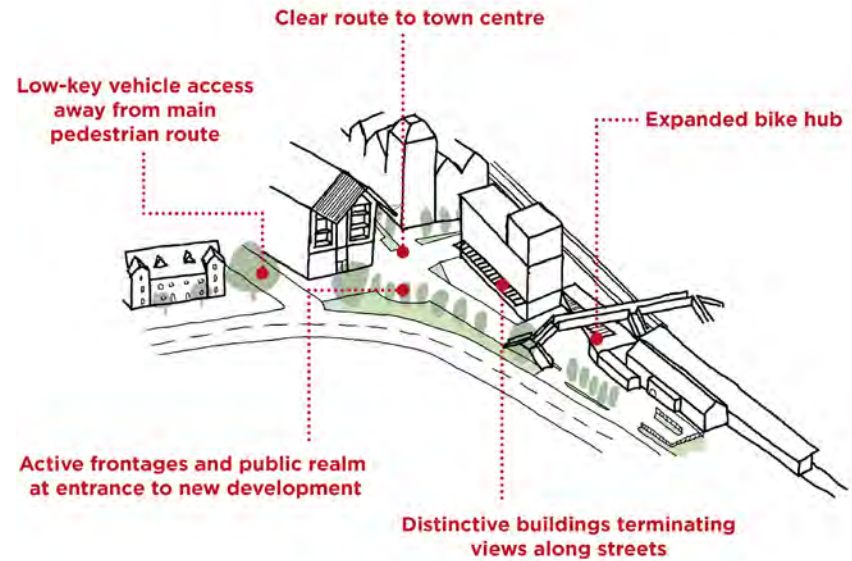 Clear route to town centre
Low-key vehicle access
away from main
pedestrian route
Expanded bike hub
Active frontages and public realm
at entrance to new development
Distinctive buildings terminating
views along streets